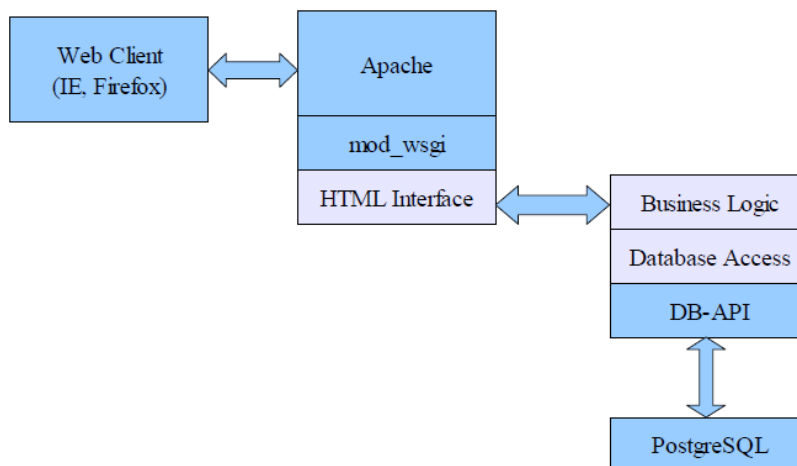 Web Client
(IE, Firefox)
Apache
mod_wsgi
HTML Interface
Business Logic
Database Access
DB-API
PostgreSQL